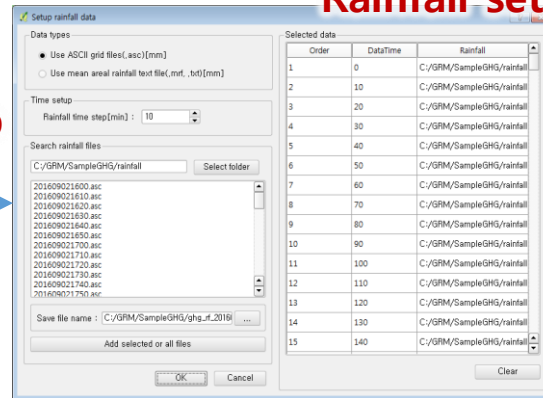 Rainfall set
Setup rainfall data
Data types
Use ASCII grid files(.asc)[mm]
Use mean areal rainfall text file(.mrf, .txt)[mm]
Time setup
Rainfall time step[min] : 10
Search rainfall files
C:/GRM/SampleGHG/rainfall Select folder
201609021600.asc
201609021610.asc
201609021620.asc
201609021630.asc
201609021640.asc
201609021650.asc
201609021700.asc
201609021710.asc
201609021720.asc
201609021730.asc
201609021740.asc
201609021750.asc
Save file name : C:/GRM/SampleGHG/ghg_rf_2016 ...
Add selected or all files
OK Cancel
Selected data
Order DataTime Rainfall
1 0 C:/GRM/SampleGHG/rainfall
2 10 C:/GRM/SampleGHG/rainfall
3 20 C:/GRM/SampleGHG/rainfall
4 30 C:/GRM/SampleGHG/rainfall
5 40 C:/GRM/SampleGHG/rainfall
6 50 C:/GRM/SampleGHG/rainfall
7 60 C:/GRM/SampleGHG/rainfall
8 70 C:/GRM/SampleGHG/rainfall
9 80 C:/GRM/SampleGHG/rainfall
10 90 C:/GRM/SampleGHG/rainfall
11 100 C:/GRM/SampleGHG/rainfall
12 110 C:/GRM/SampleGHG/rainfall
13 120 C:/GRM/SampleGHG/rainfall
14 130 C:/GRM/SampleGHG/rainfall
15 140 C:/GRM/SampleGHG/rainfall
Clear